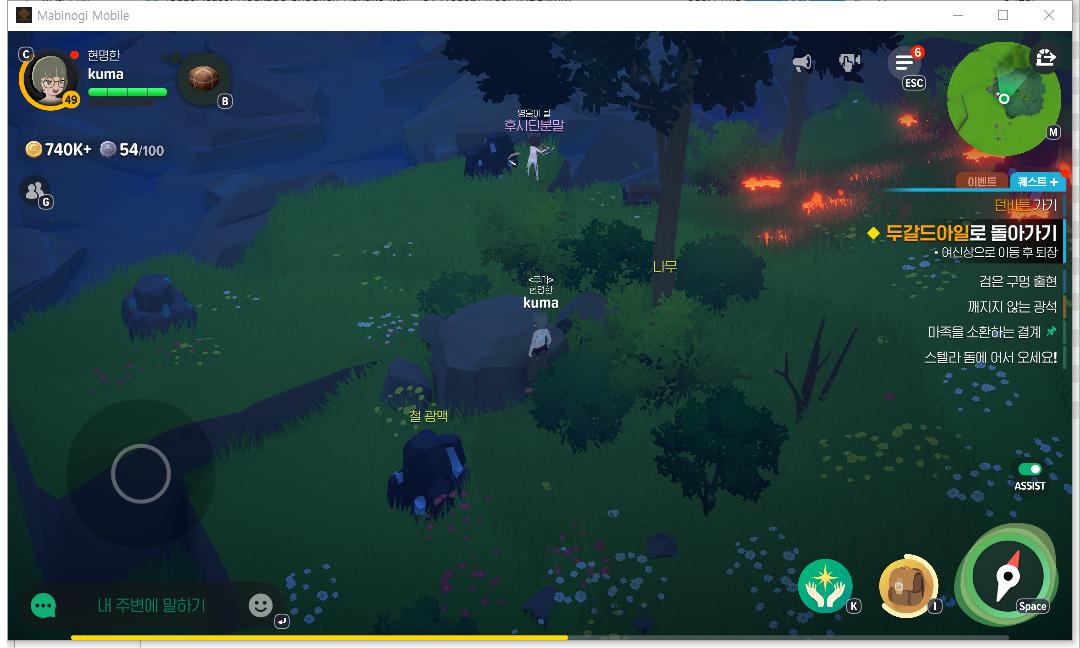 Mabinogi Mobile
C
현명한
kuma
49
B
740K+
54/100
G
6
ESC
M
후시딘분말
이벤트
퀘스트 +
던바튼 가기
두갈드아일로 돌아가기
• 여신상으로 이동 후 퇴장
검은 구멍 출현
깨지지 않는 광석
마족을 소환하는 결계
스텔라 돔에 어서 오세요!
나무
현명한
kuma
철 광맥
ASSIST
내 주변에 말하기
K
I
Space